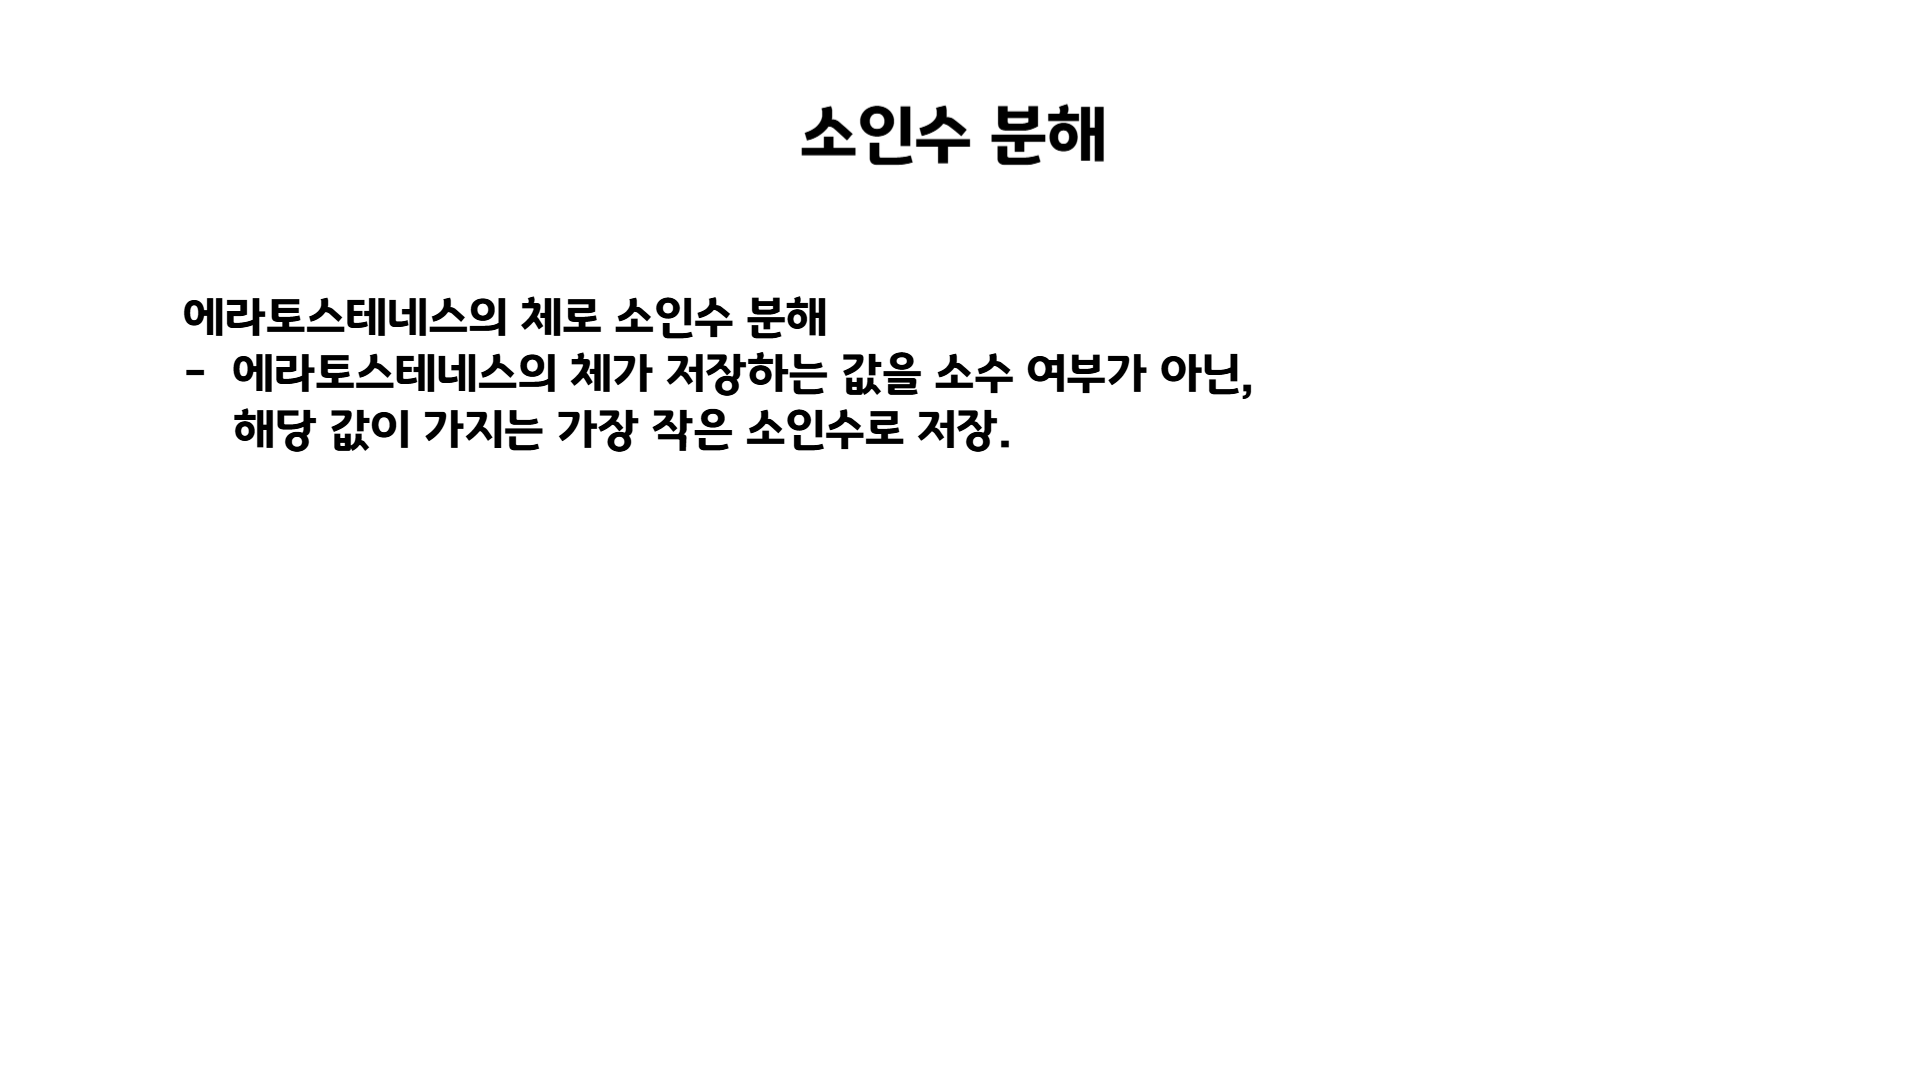 소인수 분해
에라토스테네스의 체로 소인수 분해
- 에라토스테네스의 체가 저장하는 값을 소수 여부가 아닌,
해당 값이 가지는 가장 작은 소인수로 저장.